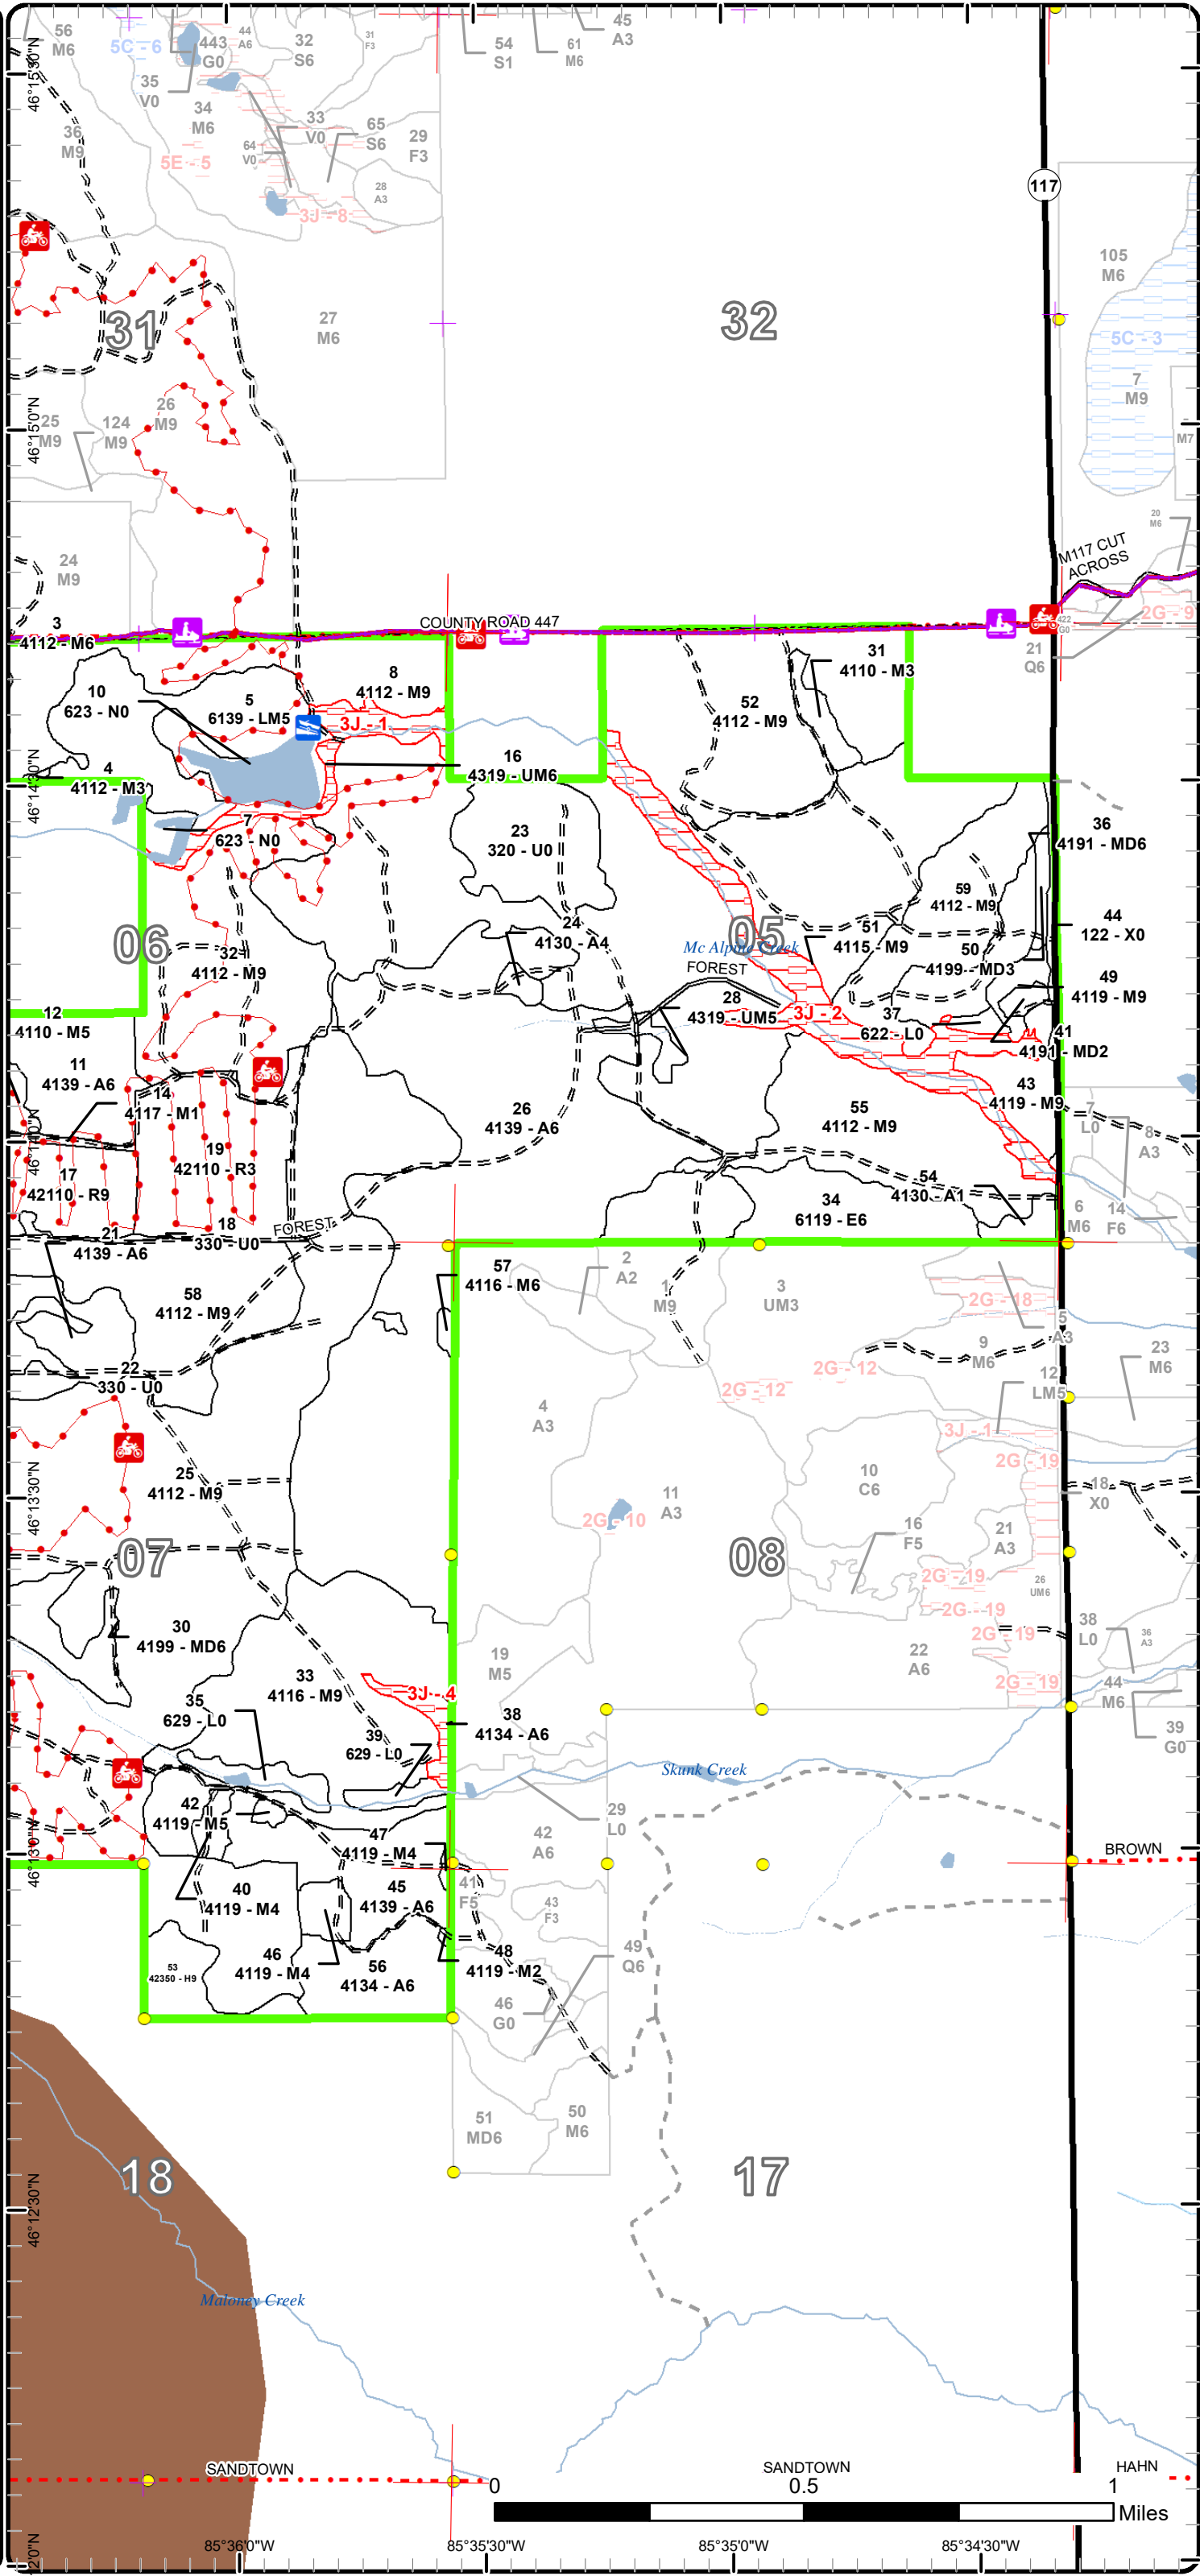 56
M6
5C - 6
443
G0
44
A6
32
S6
31
F3
54
S1
61
M6
45
A3
46°15'30"N
35
V0
34
M6
33
V0
65
S6
29
F3
36
M9
5E - 5
64
V0
28
A3
3J - 8
117
105
M6
31
27
M6
32
5C - 3
7
M9
46°15'0"N
25
M9
124
M9
26
M9
M7
20
M6
24
M9
M117 CUT
ACROSS
3
4112 - M6
COUNTY ROAD 447
422
G0
2G - 9
21
Q6
10
623 - N0
5
6139 - LM5
8
4112 - M9
3J - 1
52
4112 - M9
31
4110 - M3
46°14'30"N
4
4112 - M3
16
4319 - UM6
7
623 - N0
23
320 - U0
36
4191 - MD6
59
4112 - M9
06
32
4112 - M9
24
4130 - A4
05
Mc Alpine Creek
FOREST
51
4115 - M9
50
4199 - MD3
44
122 - X0
12
4110 - M5
28
4319 - UM5
3J - 2
37
622 - L0
49
4119 - M9
41
4191 - MD2
11
4139 - A6
14
4117 - M1
26
4139 - A6
55
4112 - M9
43
4119 - M9
7
L0
8
A3
46°14'0"N
17
42110 - R9
19
42110 - R3
54
4130 - A1
34
6119 - E6
6
M6
14
F6
21
4139 - A6
18
330 - U0
FOREST
57
4116 - M6
2
A2
1
M9
3
UM3
2G - 18
5
A3
58
4112 - M9
9
M6
23
M6
22
330 - U0
2G - 12
2G - 12
12
LM5
4
A3
3J - 1
2G - 19
46°13'30"N
25
4112 - M9
10
C6
11
A3
18
X0
2G - 10
16
F5
21
A3
07
08
2G - 19
26
UM6
2G - 19
30
4199 - MD6
38
L0
36
A3
2G - 19
19
M5
22
A6
33
4116 - M9
3J - 4
2G - 19
44
M6
35
629 - L0
39
629 - L0
38
4134 - A6
39
G0
Skunk Creek
42
4119 - M5
29
L0
46°13'0"N
47
4119 - M4
42
A6
BROWN
40
4119 - M4
45
4139 - A6
41
F5
43
F3
53
42350 - H9
46
4119 - M4
56
4134 - A6
48
4119 - M2
49
Q6
46
G0
51
MD6
50
M6
18
17
46°12'30"N
Maloney Creek
SANDTOWN
SANDTOWN
HAHN
0
0.5
1
Miles
2'0"N
85°36'0"W
85°35'30"W
85°35'0"W
85°34'30"W